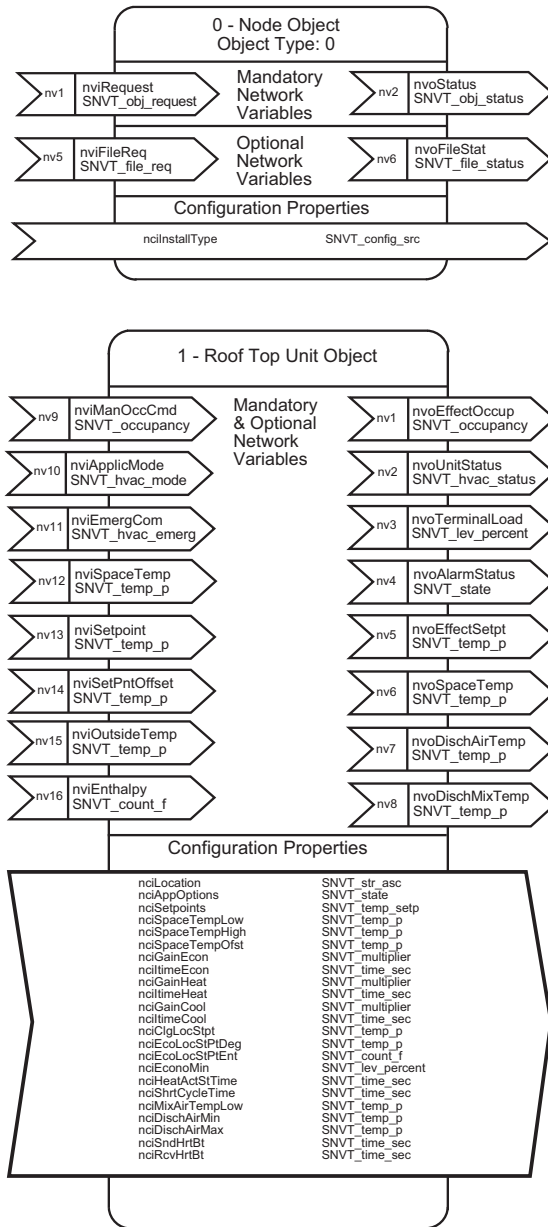 0 - Node Object
Object Type: 0
nv1
nviRequest
SNVT_obj_request
Mandatory
Network
Variables
nv2
nvoStatus
SNVT_obj_status
nv5
nviFileReq
SNVT_file_req
Optional
Network
Variables
nv6
nvoFileStat
SNVT_file_status
Configuration Properties
nciInstallType SNVT_config_src
1 - Roof Top Unit Object
Mandatory
& Optional
Network
Variables
nv9
nviManOccCmd
SNVT_occupancy
nv10
nviApplicMode
SNVT_hvac_mode
nv11
nviEmergCom
SNVT_hvac_emerg
nv12
nviSpaceTemp
SNVT_temp_p
nv13
nviSetpoint
SNVT_temp_p
nv14
nviSetPntOffset
SNVT_temp_p
nv15
nviOutsideTemp
SNVT_temp_p
nv16
nviEnthalpy
SNVT_count_f
nv1
nvoEffectOccup
SNVT_occupancy
nv2
nvoUnitStatus
SNVT_hvac_status
nv3
nvoTerminalLoad
SNVT_lev_percent
nv4
nvoAlarmStatus
SNVT_state
nv5
nvoEffectSetpt
SNVT_temp_p
nv6
nvoSpaceTemp
SNVT_temp_p
nv7
nvoDischAirTemp
SNVT_temp_p
nv8
nvoDischMixTemp
SNVT_temp_p
Configuration Properties
nciLocation SNVT_str_asc
nciAppOptions SNVT_state
nciSetpoints SNVT_temp_setp
nciSpaceTempLow SNVT_temp_p
nciSpaceTempHigh SNVT_temp_p
nciSpaceTempOfst SNVT_temp_p
nciGainEcon SNVT_multiplier
nciItimeEcon SNVT_time_sec
nciGainHeat SNVT_multiplier
nciItimeHeat SNVT_time_sec
nciGainCool SNVT_multiplier
nciItimeCool SNVT_time_sec
nciClgLocStpt SNVT_temp_p
nciEcoLocStPtDeg SNVT_temp_p
nciEcoLocStPtEnt SNVT_count_f
nciEconoMin SNVT_lev_percent
nciHeatActStTime SNVT_time_sec
nciShrtCycleTime SNVT_time_sec
nciMixAirTempLow SNVT_temp_p
nciDischAirMin SNVT_temp_p
nciDischAirMax SNVT_temp_p
nciSndHrtBt SNVT_time_sec
nciRcvHrtBt SNVT_time_sec